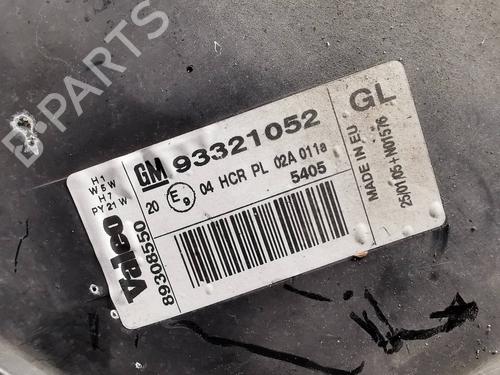 B-PARTS
H1
W5W
H7
PY21W
GM 93321052
GL
20 E9 04 HCR PL 02A 011a
5405
MADE IN EU
25/01/05+M01576
Valeo
89308550